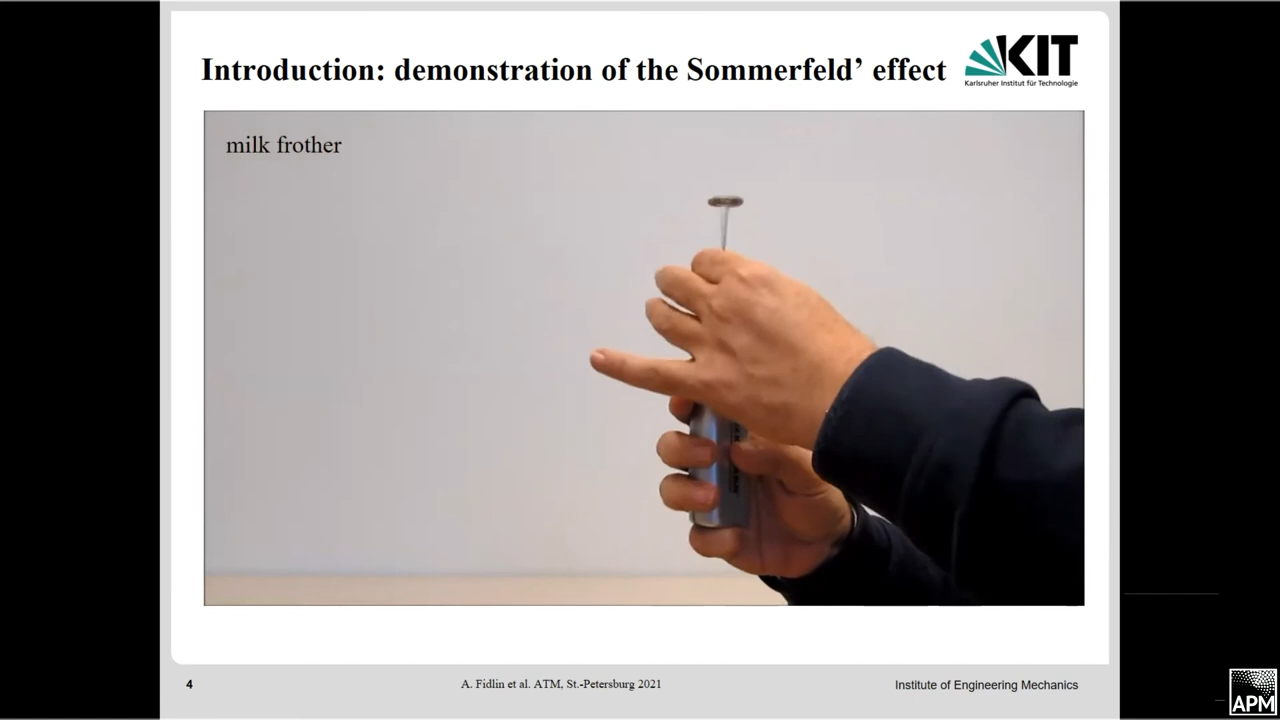 Introduction: demonstration of the Sommerfeld’ effect
KIT
Karlsruher Institut für Technologie
milk frother
4
A. Fidlin et al. ATM, St.-Petersburg 2021
Institute of Engineering Mechanics
APM